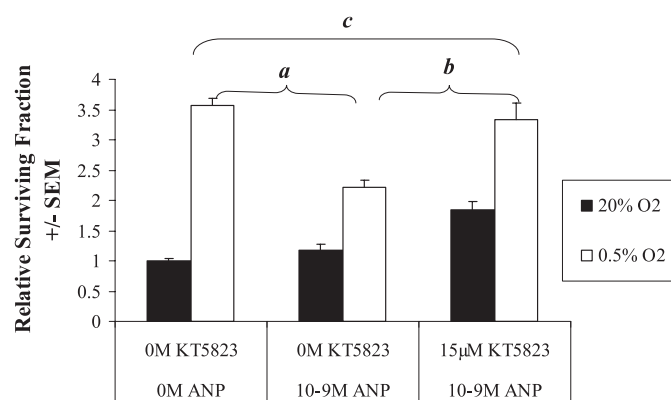 c
a
b
Relative Surviving Fraction
+/- SEM
4
3.5
3
2.5
2
1.5
1
0.5
0
20% O2
0.5% O2
0M KT5823
0M KT5823
15µM KT5823
0M ANP
10-9M ANP
10-9M ANP